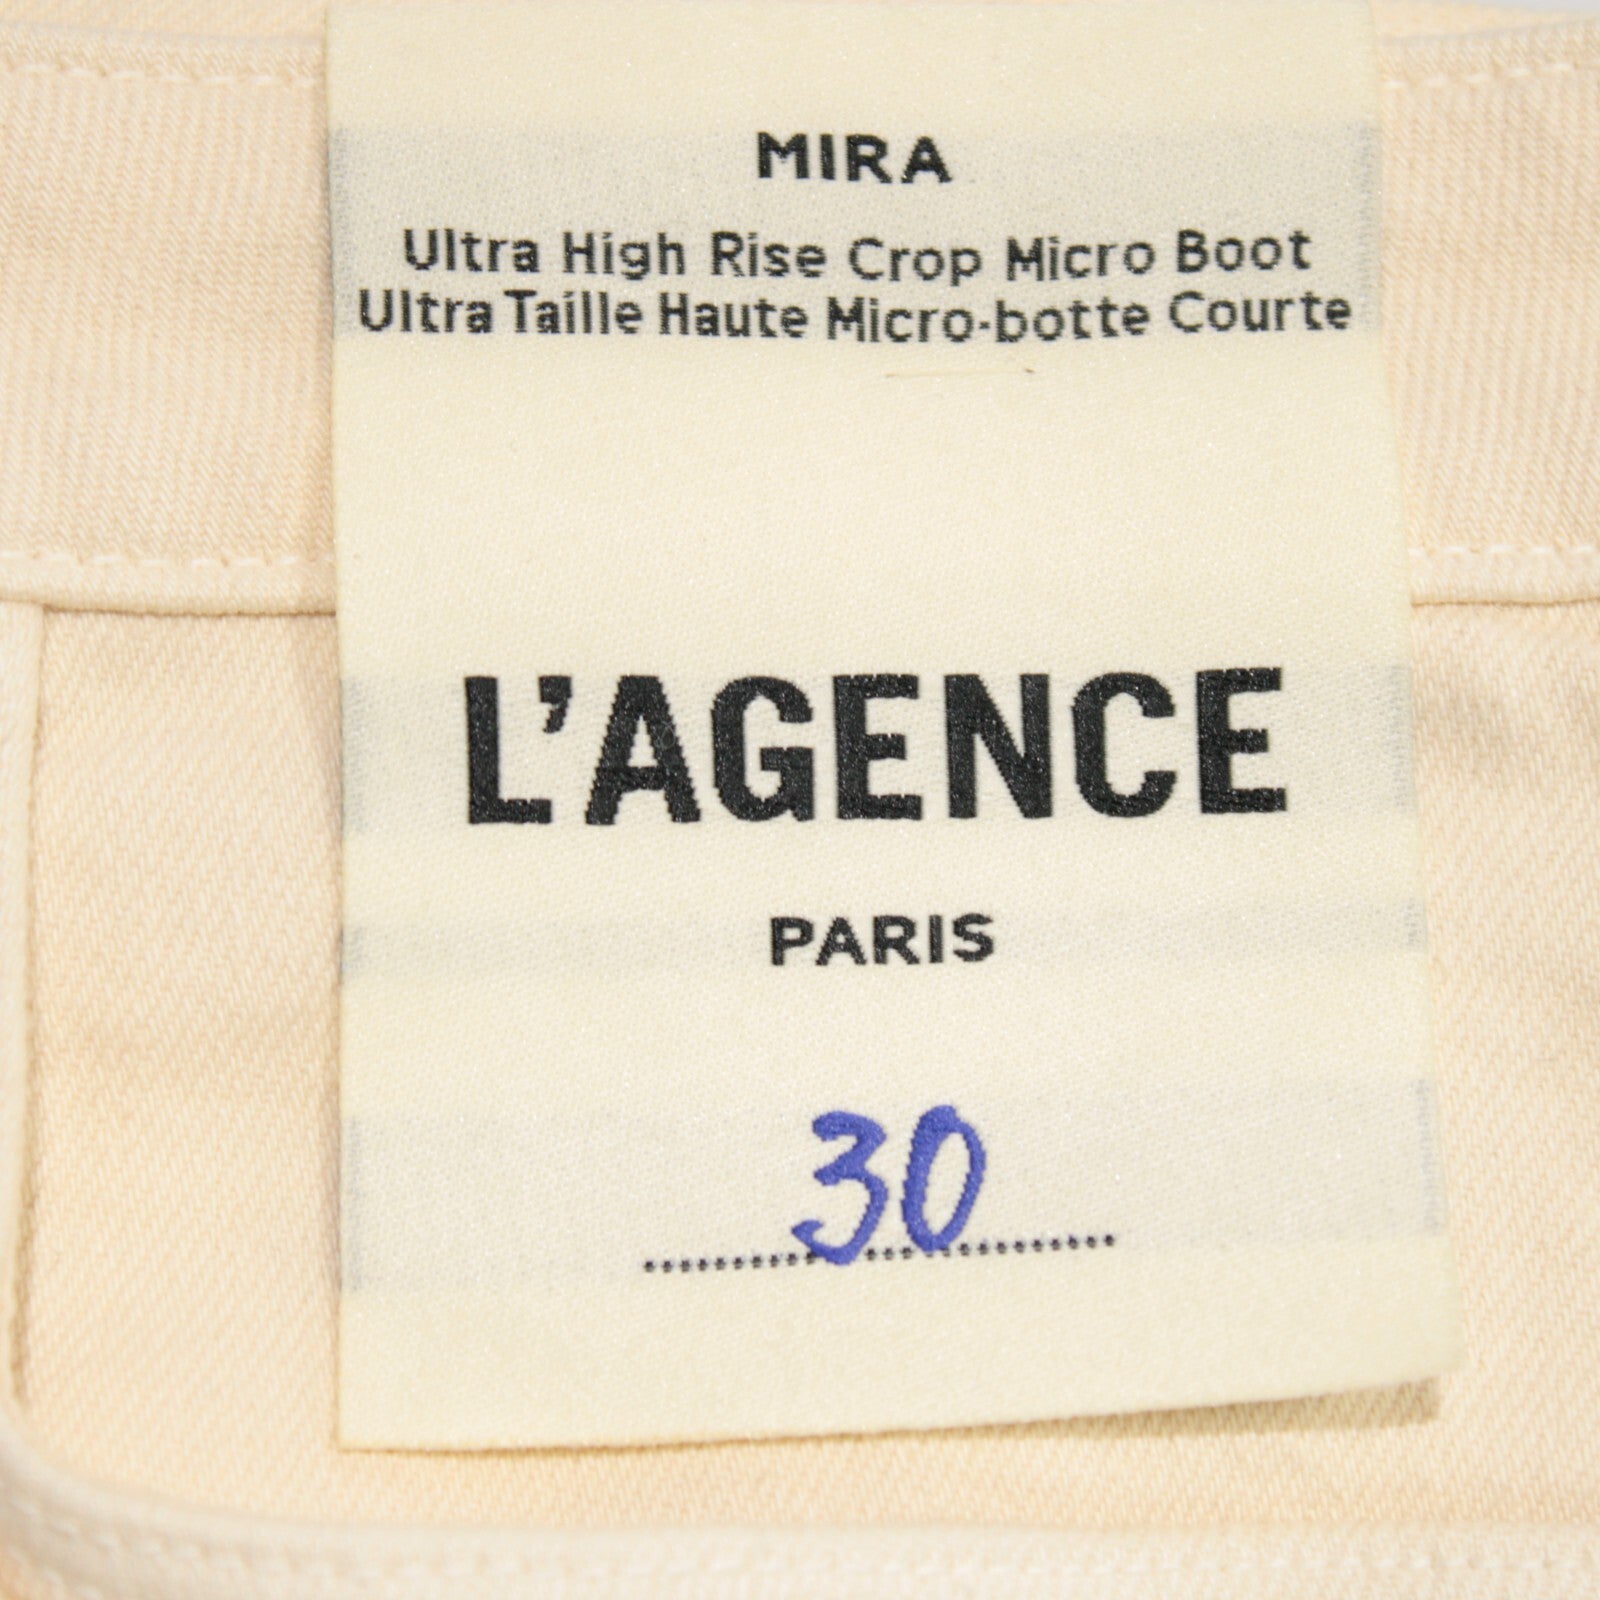 MIRA
Ultra High Rise Crop Micro Boot
Ultra Taille Haute Micro-botte Courte
L'AGENCE
PARIS
30